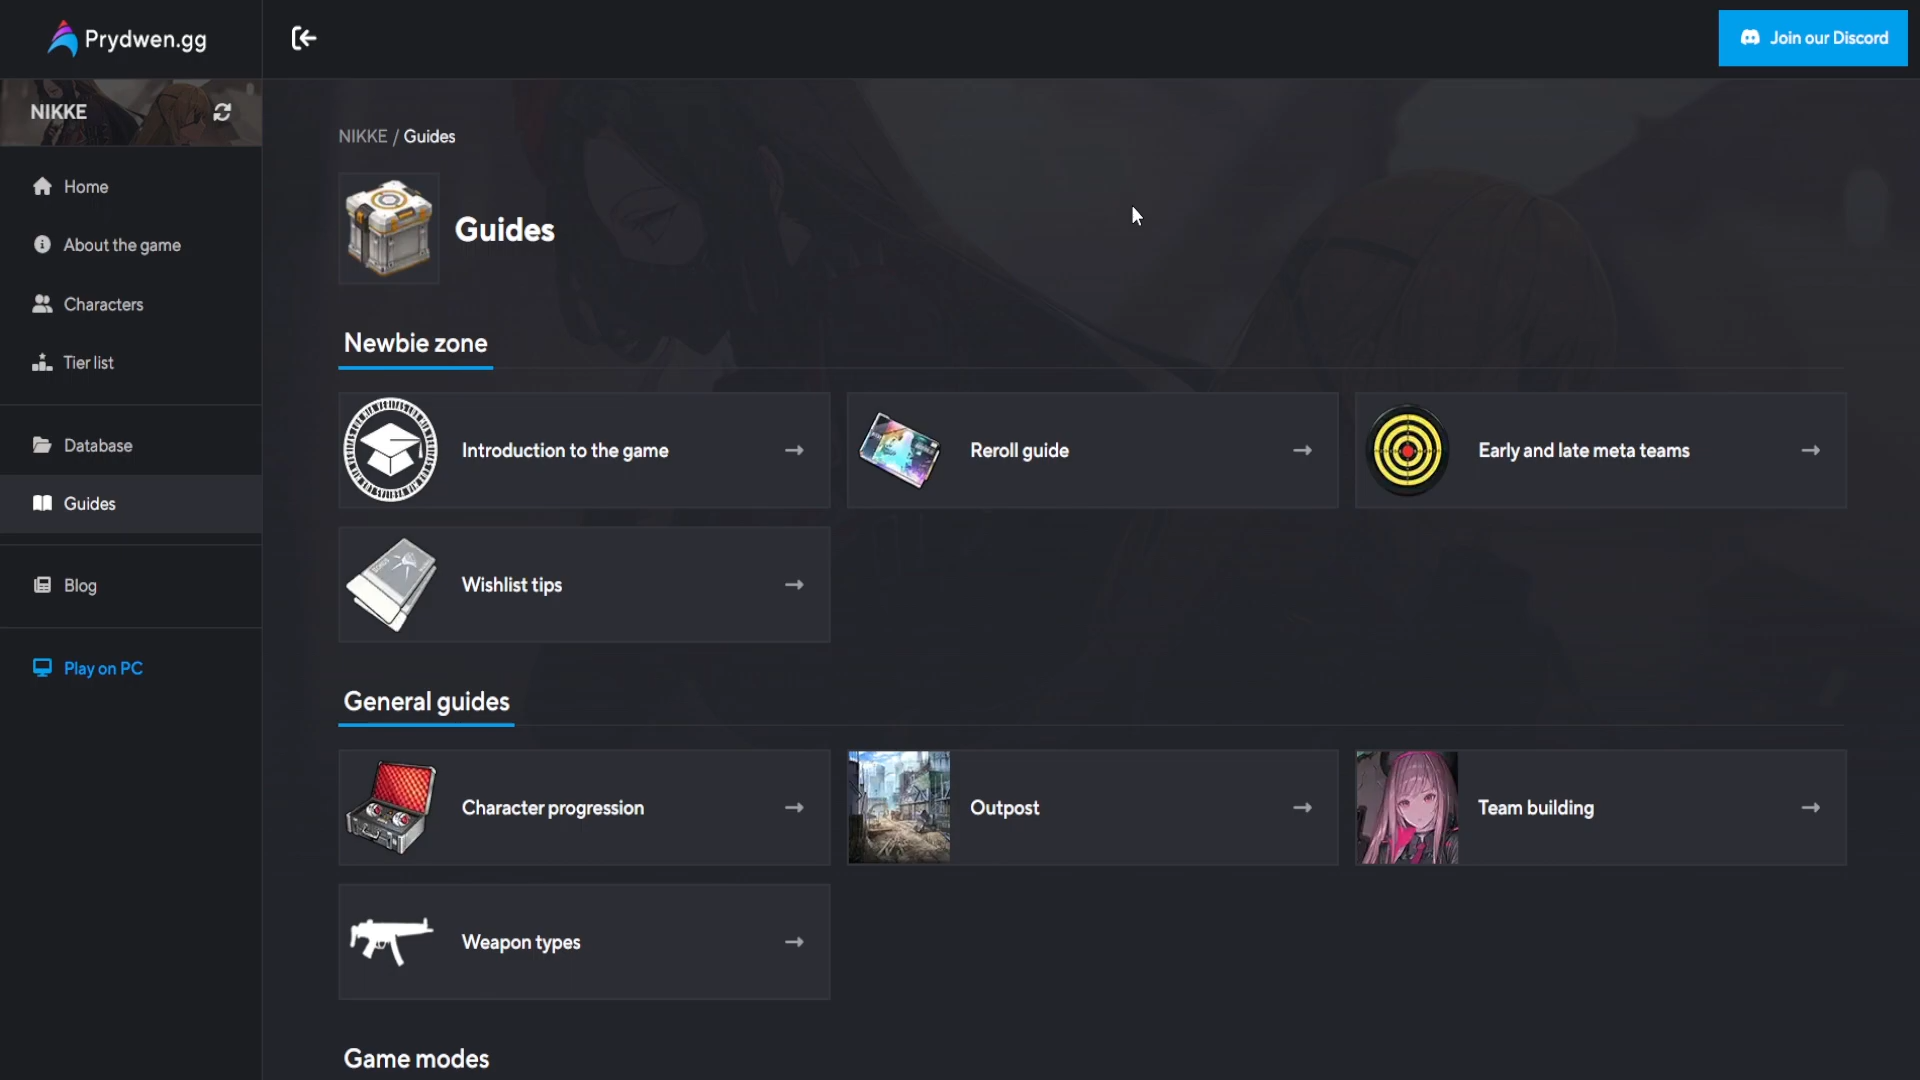 Prydwen.gg
Join our Discord
NIKKE
Home
About the game
Characters
Tier list
Database
Guides
Blog
Play on PC
NIKKE / Guides
Guides
Newbie zone
Introduction to the game
Reroll guide
Early and late meta teams
Wishlist tips
General guides
Character progression
Outpost
Team building
Weapon types
Game modes